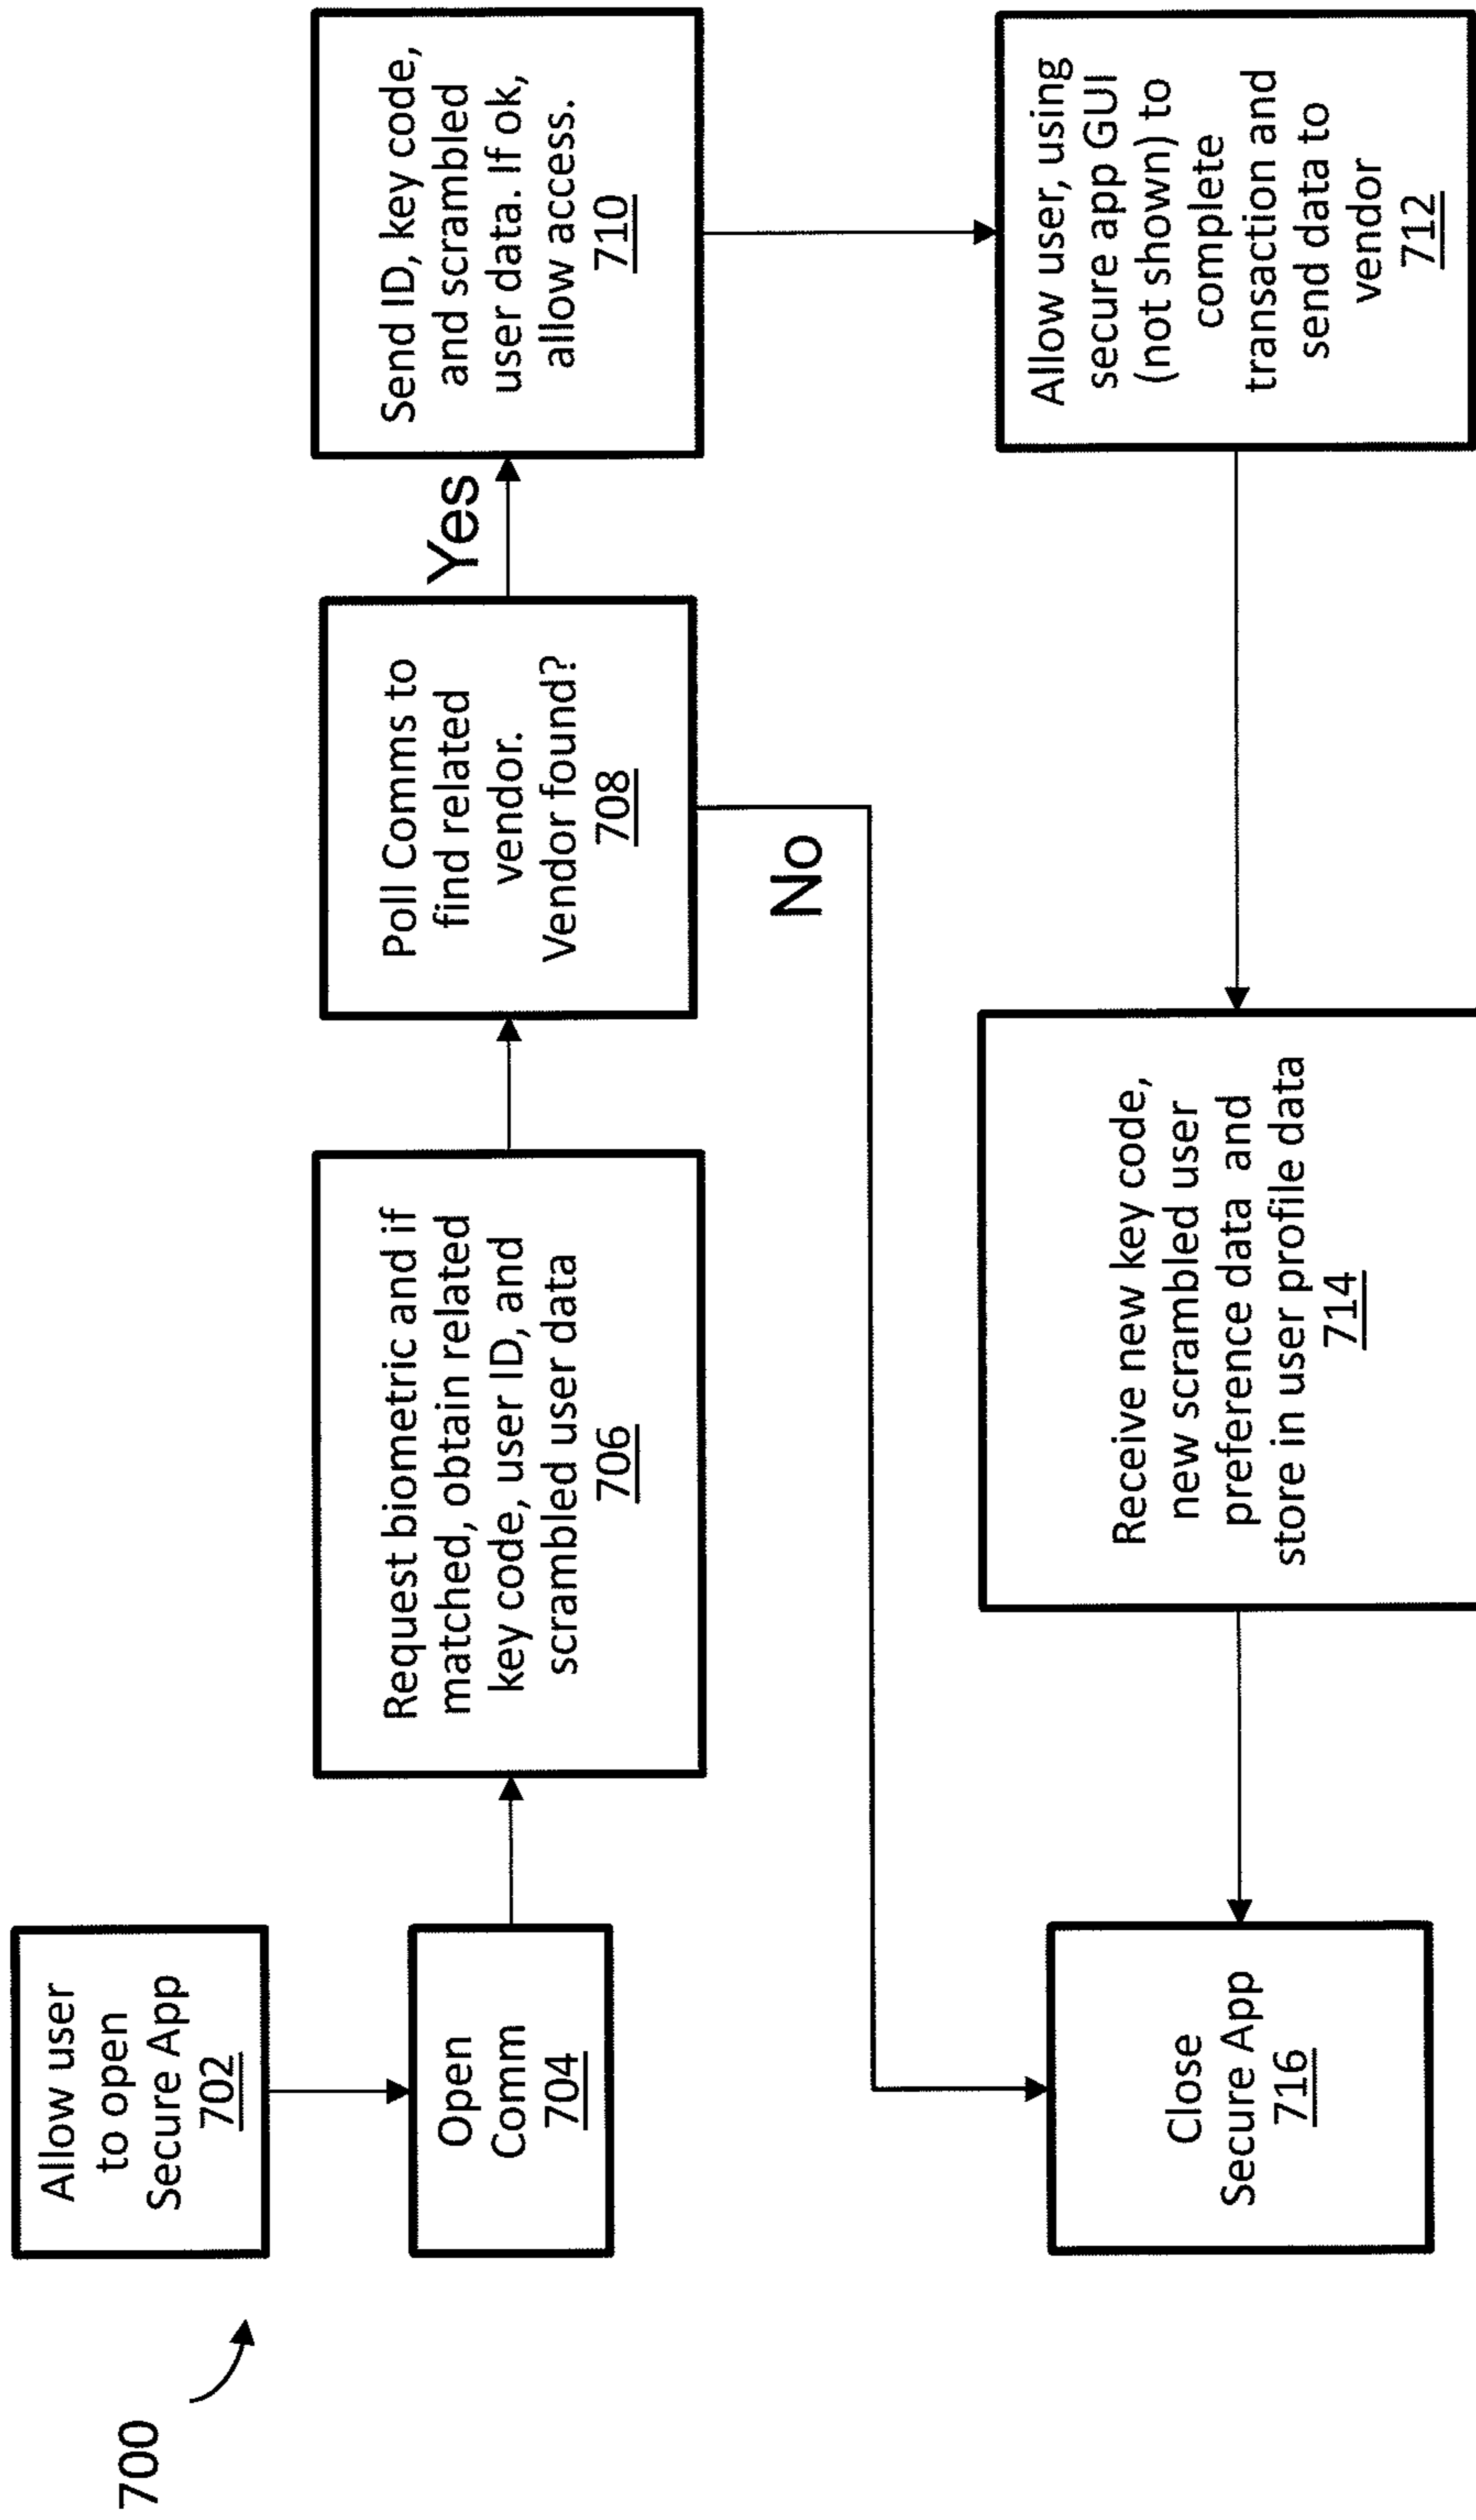 700
Allow user
to open
Secure App
702
Open
Comm
704
Request biometric and if
matched, obtain related
key code, user ID, and
scrambled user data
706
Poll Comms to
find related
vendor.
Vendor found?
708
Yes
No
Send ID, key code,
and scrambled
user data. If ok,
allow access.
710
Allow user, using
secure app GUI
(not shown) to
complete
transaction and
send data to
vendor
712
Receive new key code,
new scrambled user
preference data and
store in user profile data
714
Close
Secure App
716